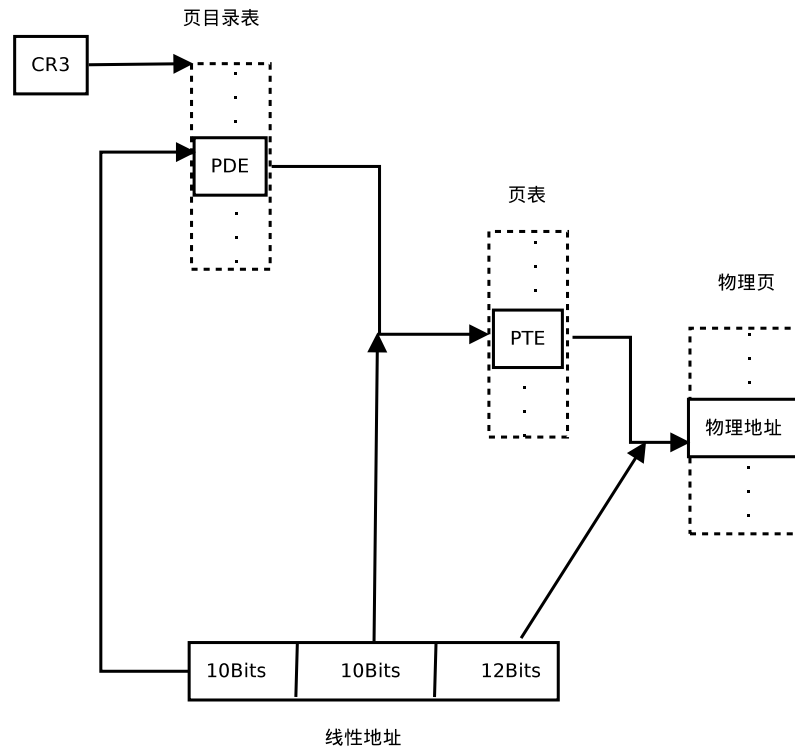 页目录表
CR3
PDE
页表
物理页
PTE
物理地址
10Bits
10Bits
12Bits
线性地址